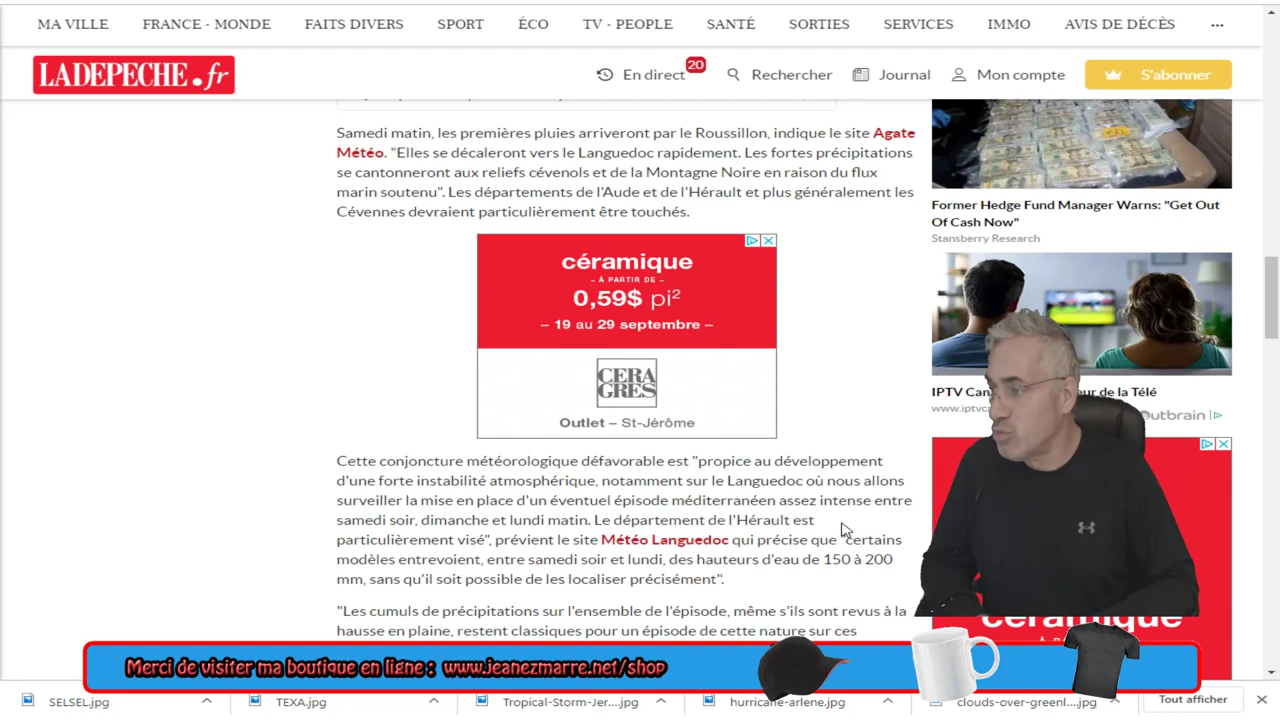 MA VILLE FRANCE - MONDE FAITS DIVERS SPORT ÉCO TV - PEOPLE SANTÉ SORTIES SERVICES IMMO AVIS DE DÉCÈS ...
LADEPECHE.fr
En direct 20 Rechercher Journal Mon compte S'abonner
Samedi matin, les premières pluies arriveront par le Roussillon, indique le site Agate
Météo. "Elles se décaleront vers le Languedoc rapidement. Les fortes précipitations
se cantonneront aux reliefs cévenols et de la Montagne Noire en raison du flux
marin soutenu". Les départements de l'Aude et de l'Hérault et plus généralement les
Cévennes devraient particulièrement être touchés.
céramique
– À PARTIR DE –
0,59$ pi²
– 19 au 29 septembre –
CERA
GRES
Outlet – St-Jérôme
Cette conjoncture météorologique défavorable est "propice au développement
d'une forte instabilité atmosphérique, notamment sur le Languedoc où nous allons
surveiller la mise en place d'un éventuel épisode méditerranéen assez intense entre
samedi soir, dimanche et lundi matin. Le département de l'Hérault est
particulièrement visé", prévient le site Météo Languedoc qui précise que "certains
modèles entrevoient, entre samedi soir et lundi, des hauteurs d'eau de 150 à 200
mm, sans qu'il soit possible de les localiser précisément".
"Les cumuls de précipitations sur l'ensemble de l'épisode, même s'ils sont revus à la
hausse en plaine, restent classiques pour un épisode de cette nature sur ces
Former Hedge Fund Manager Warns: "Get Out
Of Cash Now"
Stansberry Research
IPTV eur de la Télé
www.iptv
outbrain
céramique
Merci de visiter ma boutique en ligne : www.jeanezmarre.net/shop
SELSEL.jpg TEXA.jpg Tropical-Storm-Jer....jpg hurricane-arlene.jpg clouds-over-greenl....jpg Tout afficher